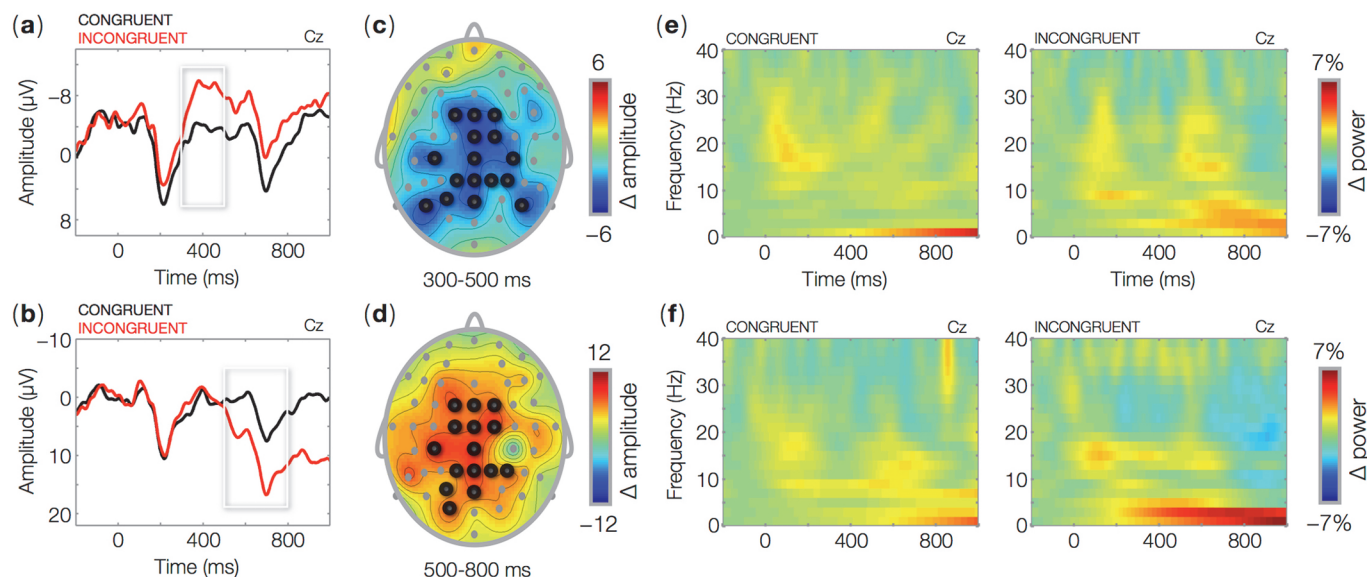 (a)
CONGRUENT
INCONGRUENT
Cz
Amplitude (µV)
−8
0
8
0
400
800
Time (ms)
(c)
6
Δ amplitude
−6
300-500 ms
(e)
CONGRUENT
Cz
Frequency (Hz)
40
30
20
10
0
0
400
800
Time (ms)
INCONGRUENT
Cz
40
30
20
10
0
0
400
800
Time (ms)
7%
Δ power
−7%
(b)
CONGRUENT
INCONGRUENT
Cz
Amplitude (µV)
−10
0
10
20
0
400
800
Time (ms)
(d)
12
Δ amplitude
−12
500-800 ms
(f)
CONGRUENT
Cz
Frequency (Hz)
40
30
20
10
0
0
400
800
Time (ms)
INCONGRUENT
Cz
40
30
20
10
0
0
400
800
Time (ms)
7%
Δ power
−7%